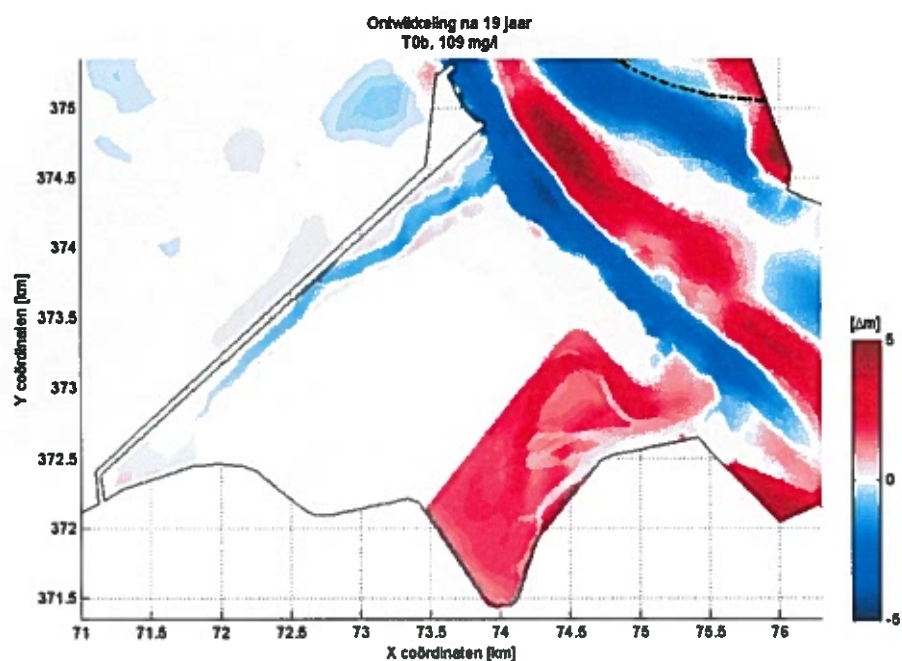 Ontwikkeling na 19 jaar
T0b, 109 mg/l
375
374.5
374
373.5
373
372.5
372
371.5
Y coördinaten [km]
71 71.5 72 72.5 73 73.5 74 74.5 75 75.5 76
X coördinaten [km]
[Δm]
5
0
-5